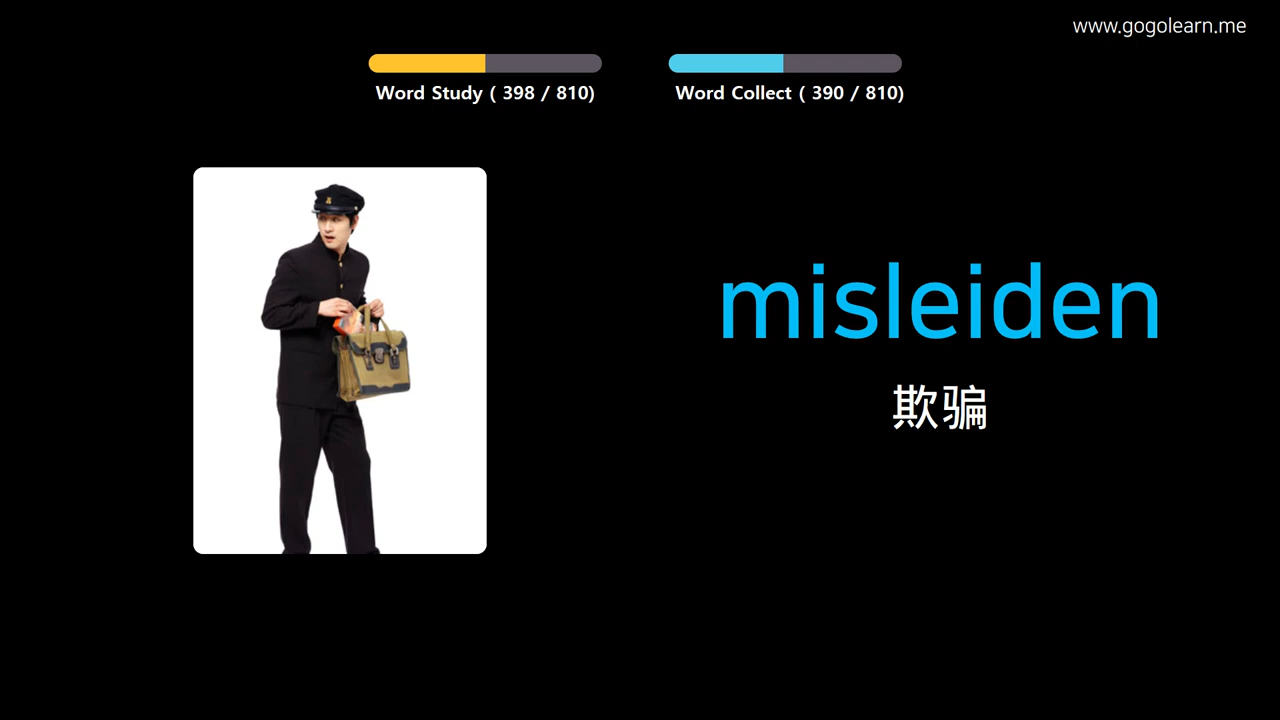 www.gogolearn.me
Word Study ( 398 / 810)
Word Collect ( 390 / 810)
misleiden
欺骗